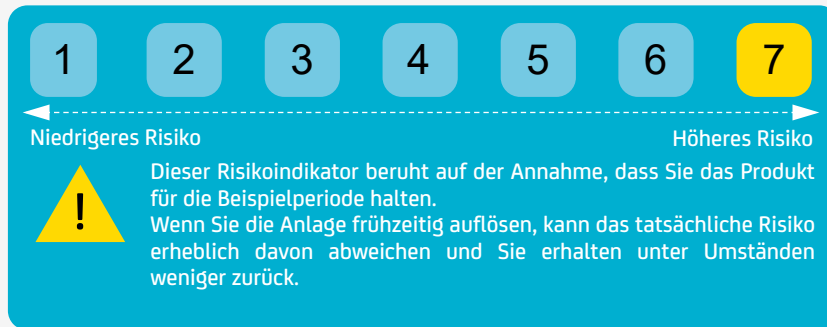 1 2 3 4 5 6 7
Niedrigeres Risiko Höheres Risiko
!
Dieser Risikoindikator beruht auf der Annahme, dass Sie das Produkt
für die Beispielperiode halten.
Wenn Sie die Anlage frühzeitig auflösen, kann das tatsächliche Risiko
erheblich davon abweichen und Sie erhalten unter Umständen
weniger zurück.